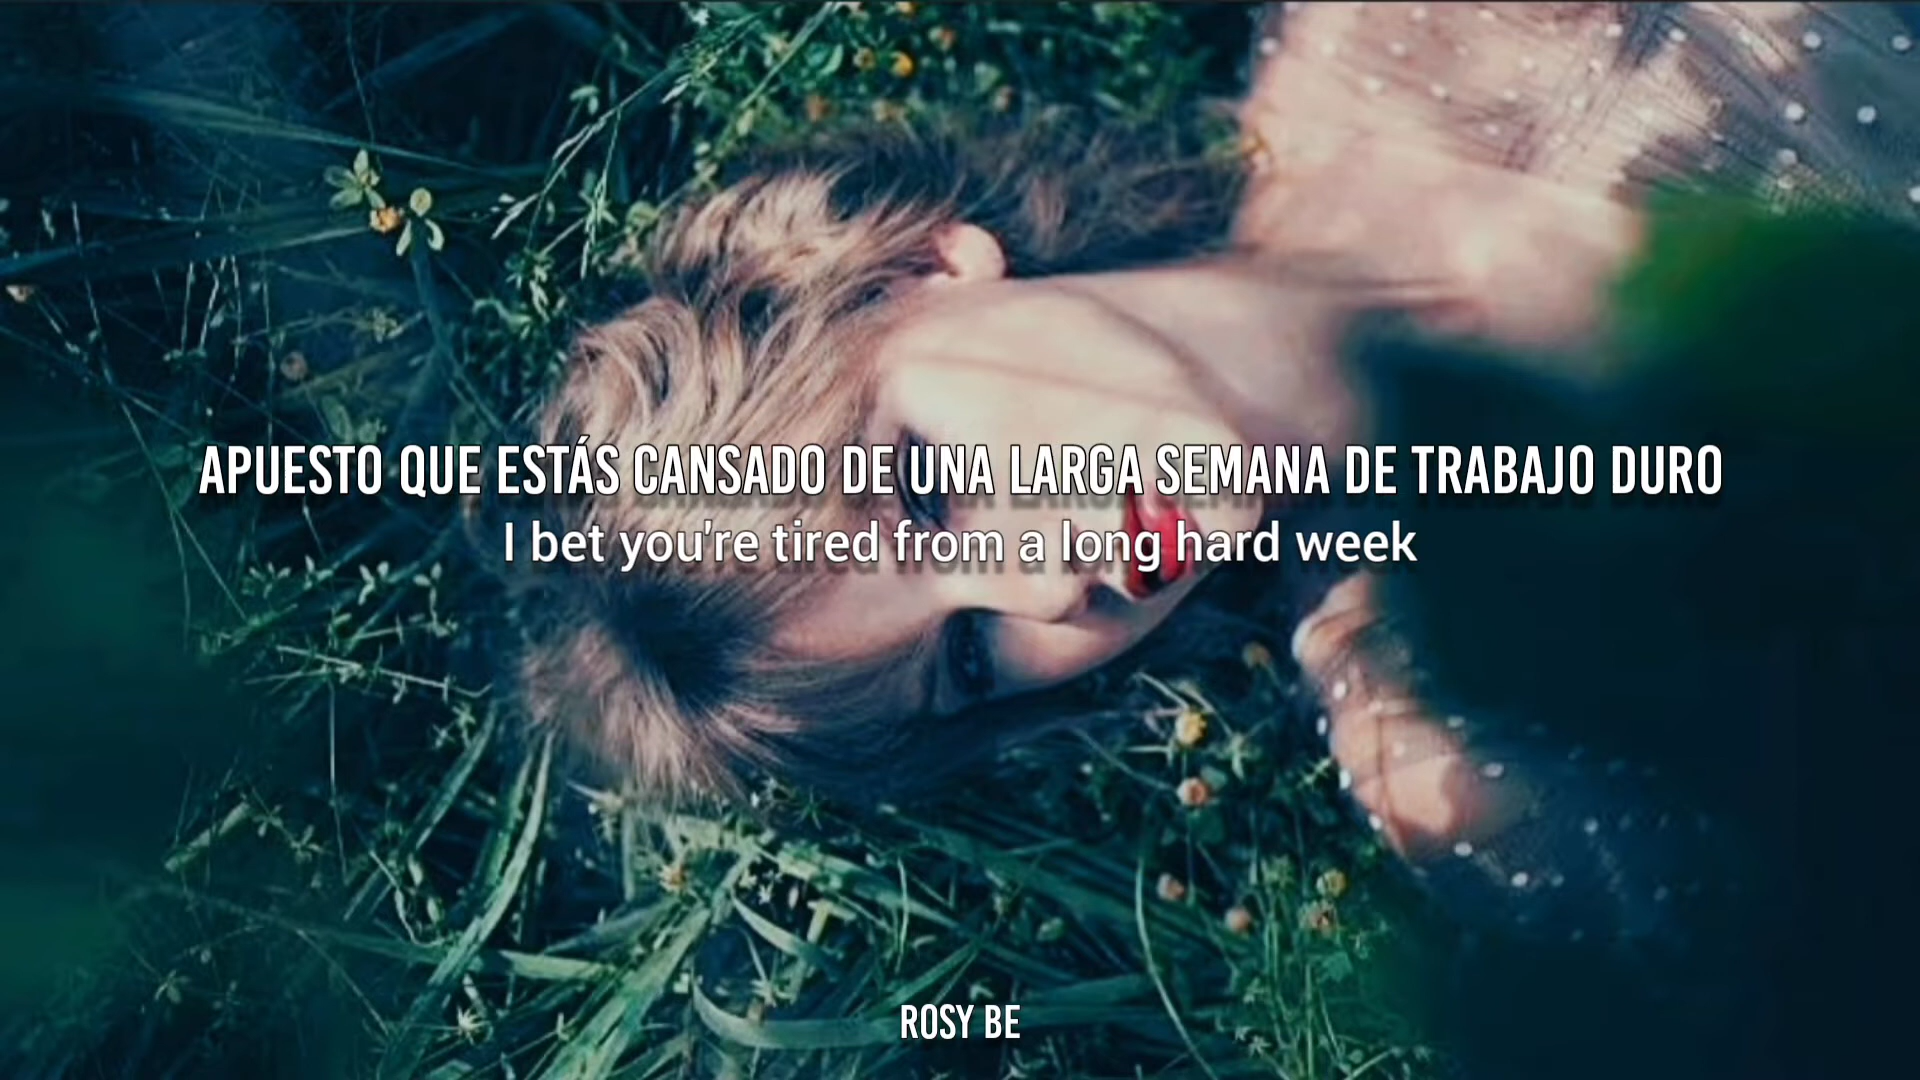 APUESTO QUE ESTÁS CANSADO DE UNA LARGA SEMANA DE TRABAJO DURO
I bet you're tired from a long hard week
ROSY BE